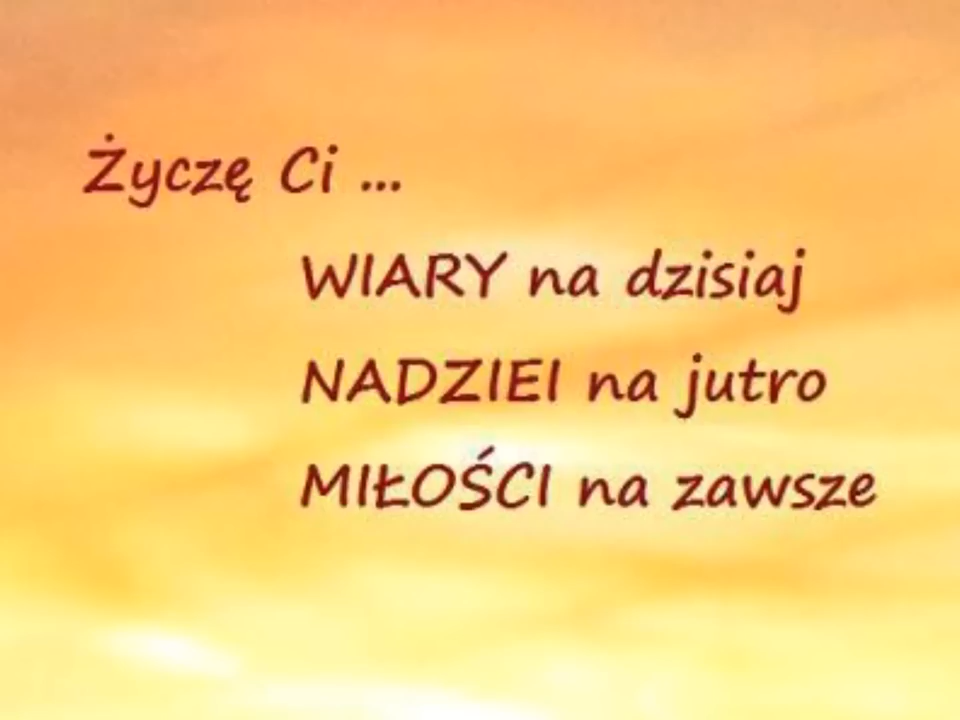 Życzę Ci ...
WIARY na dzisiaj
NADZIEI na jutro
MIŁOŚCI na zawsze